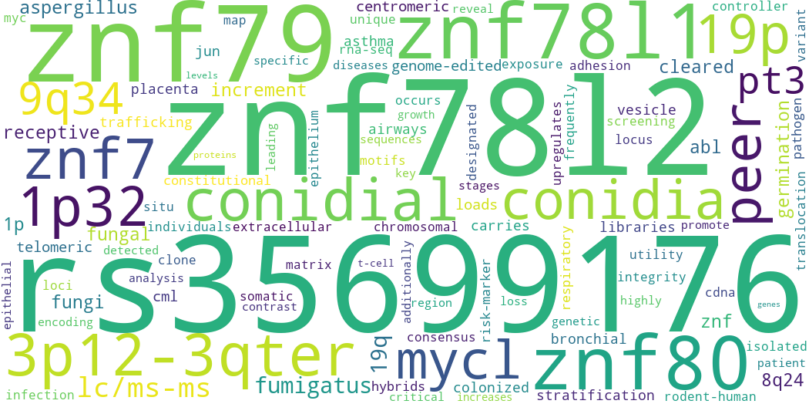 aspergillus
znf79
centromeric
controller
myc
map
unique
reveal
znf78l1
19p
variant
jun
asthma
rna-seq
specific
diseases
genome-edited
exposure
adhesion
cleared
levels
9q34
placenta
increment
pt3
receptive
trafficking
znf7
znf78l2
occurs
growth
airways
sequences
motifs
key
designated
upregulates
frequently
vesicle
screening
locus
abl
peer
germination
pathogen
proteins
leading
epithelium
constitutional
stages
1p32
situ
conidial
loads
conidia
translocation
1p
fungal
individuals
extracellular
chromosomal
carries
libraries
promote
telomeric
detected
rs35699176
epithelial
loci
clone
analysis
fungi
cml
encoding
matrix
somatic
contrast
t-cell
additionally
region
loss
risk-marker
respiratory
utility
integrity
highly
cdna
genetic
znf
genes
3p12-3qter
19q
consensus
mycl
znf80
bronchial
isolated
patient
lc/ms-ms
fumigatus
hybrids
colonized
stratification
8q24
infection
critical
increases
rodent-human